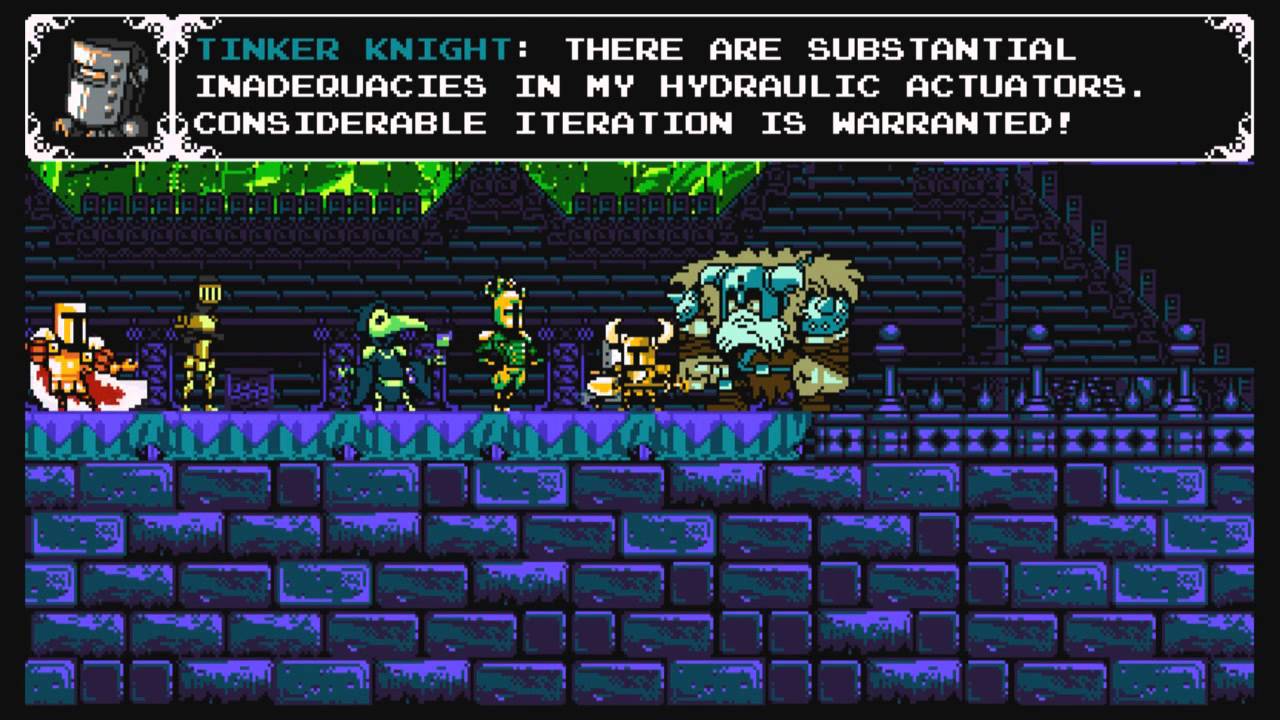 TINKER KNIGHT: THERE ARE SUBSTANTIAL
INADEQUACIES IN MY HYDRAULIC ACTUATORS.
CONSIDERABLE ITERATION IS WARRANTED!